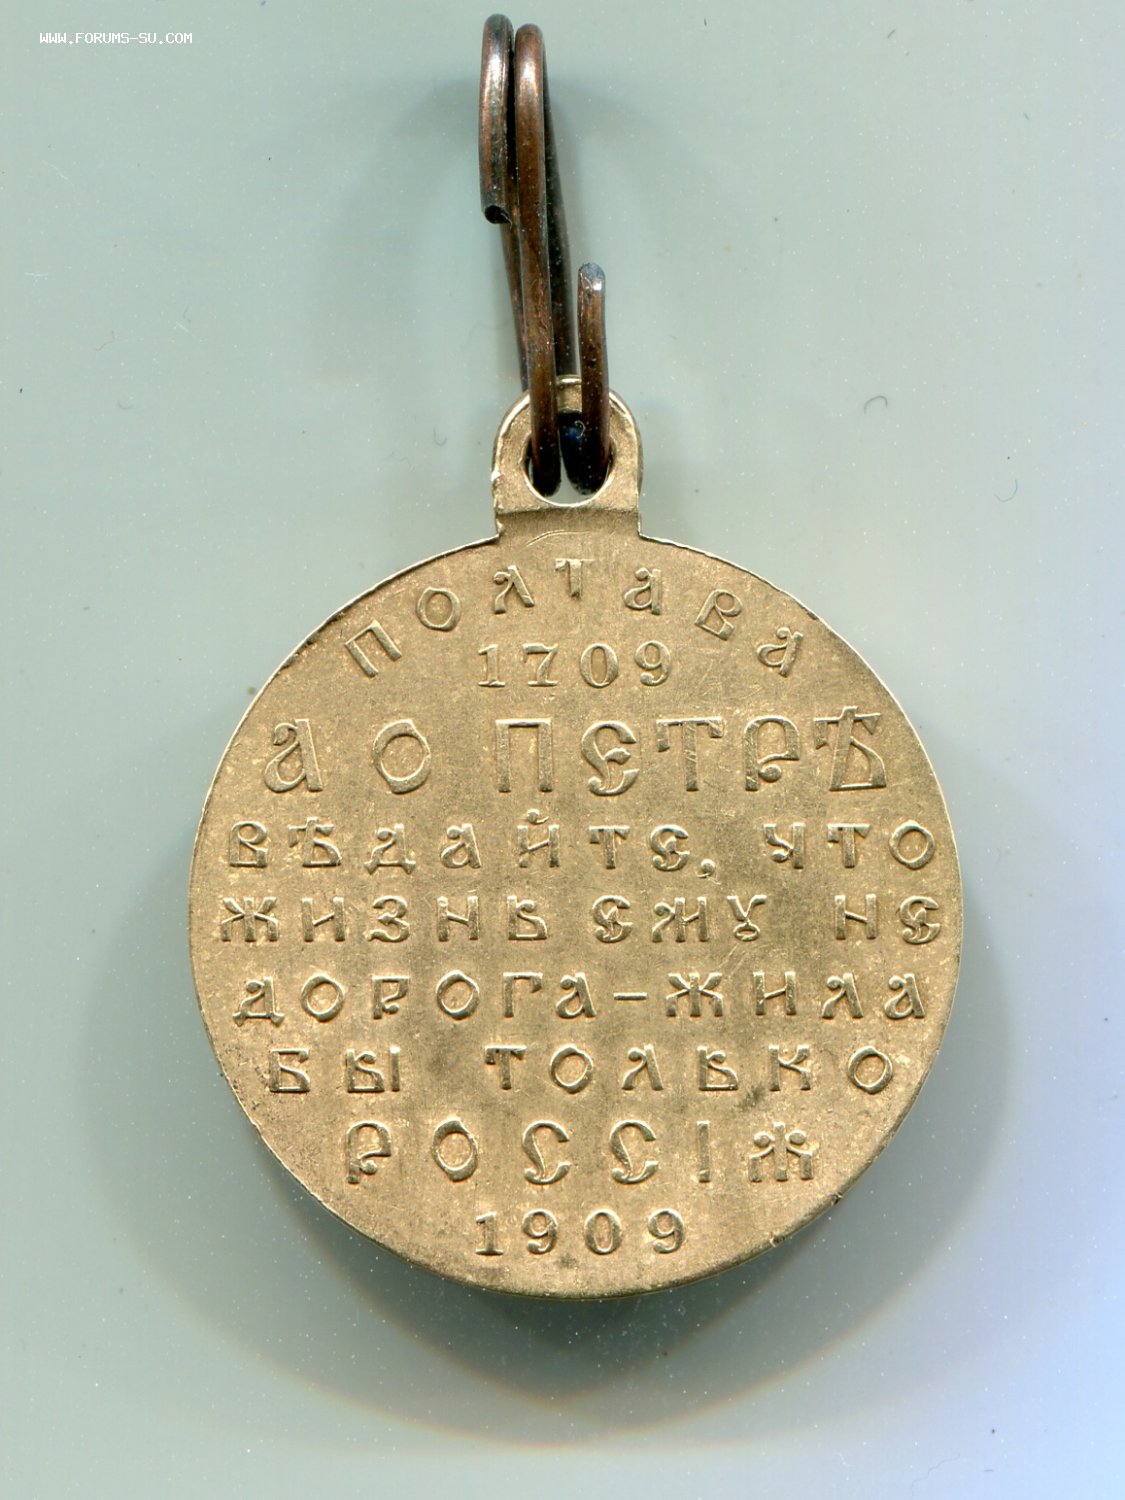 WWW.FORUMS-SU.COM
ПОЛТАВА
1709
А О ПЕТРѢ
ВѢДАЙТЕ, ЧТО
ЖИЗНЬ ЕМУ НЕ
ДОРОГА-ЖИЛА
БЫ ТОЛЬКО
РОССІЯ
1909